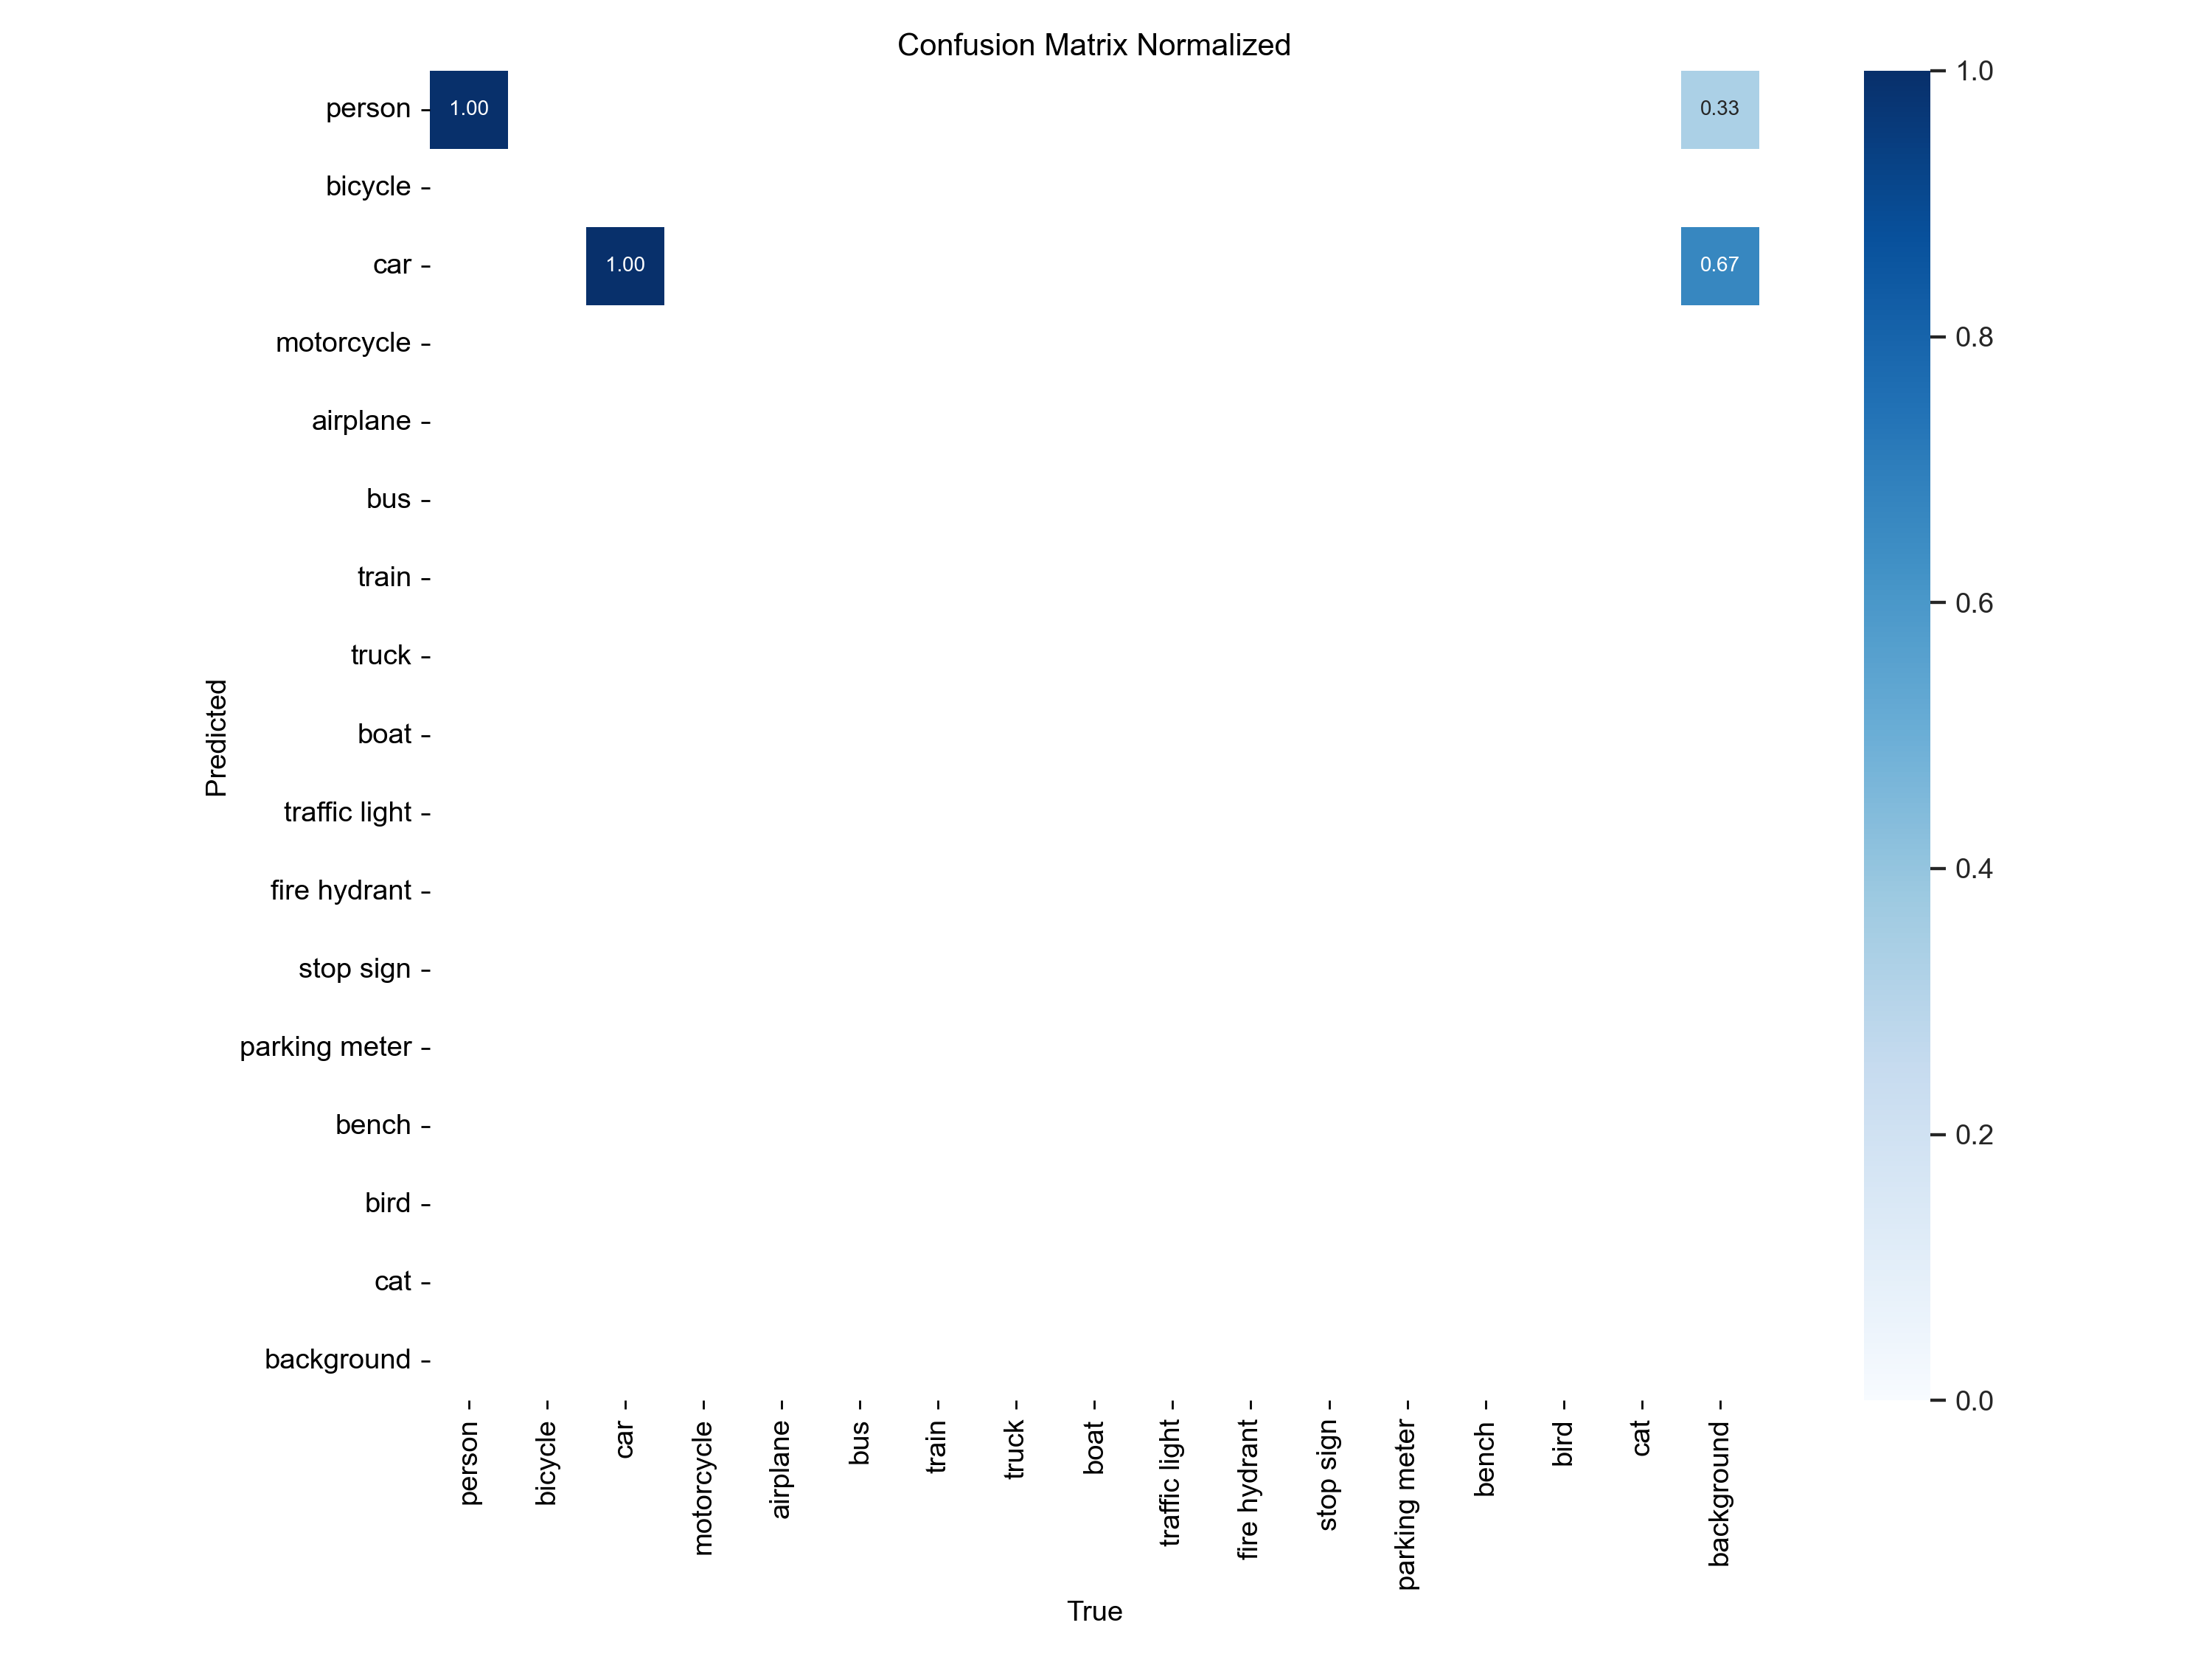 Confusion Matrix Normalized
person
bicycle
car
motorcycle
airplane
bus
train
truck
boat
traffic light
fire hydrant
stop sign
parking meter
bench
bird
cat
background
Predicted
1.00
0.33
1.00
0.67
person
bicycle
car
motorcycle
airplane
bus
train
truck
boat
traffic light
fire hydrant
stop sign
parking meter
bench
bird
cat
background
True
1.0
0.8
0.6
0.4
0.2
0.0